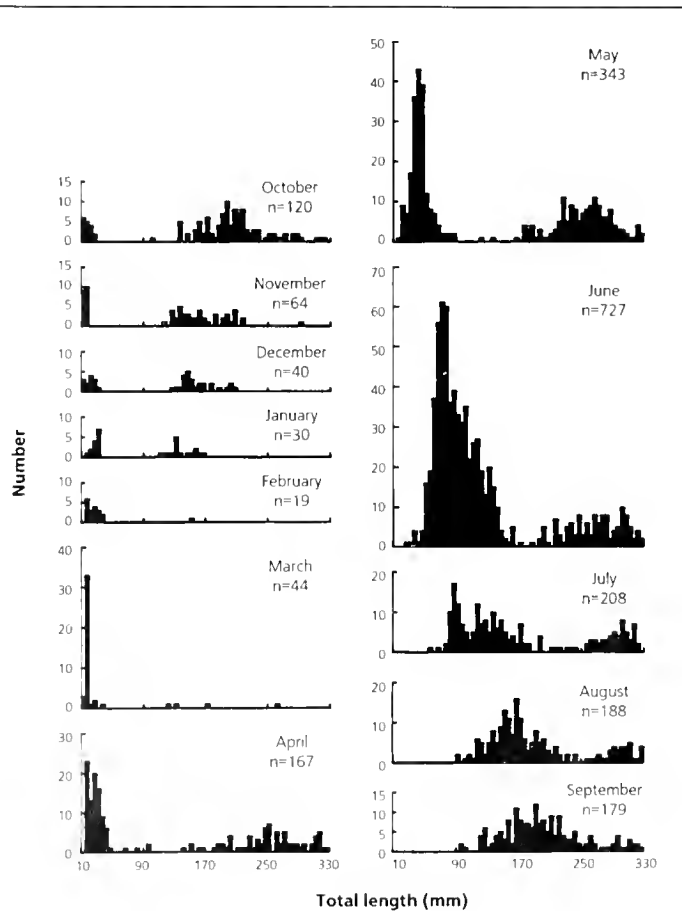 Number
15
10
5
0
October
n=120
15
10
5
0
November
n=64
10
5
0
December
n=40
10
5
0
January
n=30
10
5
0
February
n=19
40
30
20
10
0
March
n=44
30
20
10
0
April
n=167
10 90 170 250 330
50
40
30
20
10
0
May
n=343
70
60
50
40
30
20
10
0
June
n=727
20
10
0
July
n=208
20
10
0
August
n=188
15
10
5
0
September
n=179
10 90 170 250 330
Total length (mm)